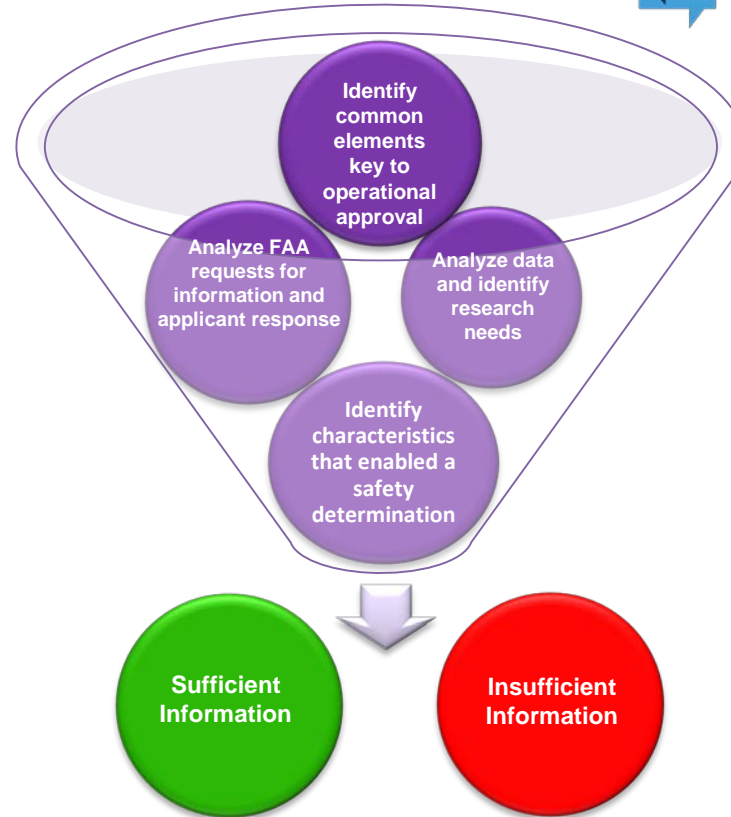 Identify
common
elements
key to
operational
approval
Analyze FAA
requests for
information and
applicant response
Analyze data
and identify
research
needs
Identify
characteristics
that enabled a
safety
determination
Sufficient
Information
Insufficient
Information